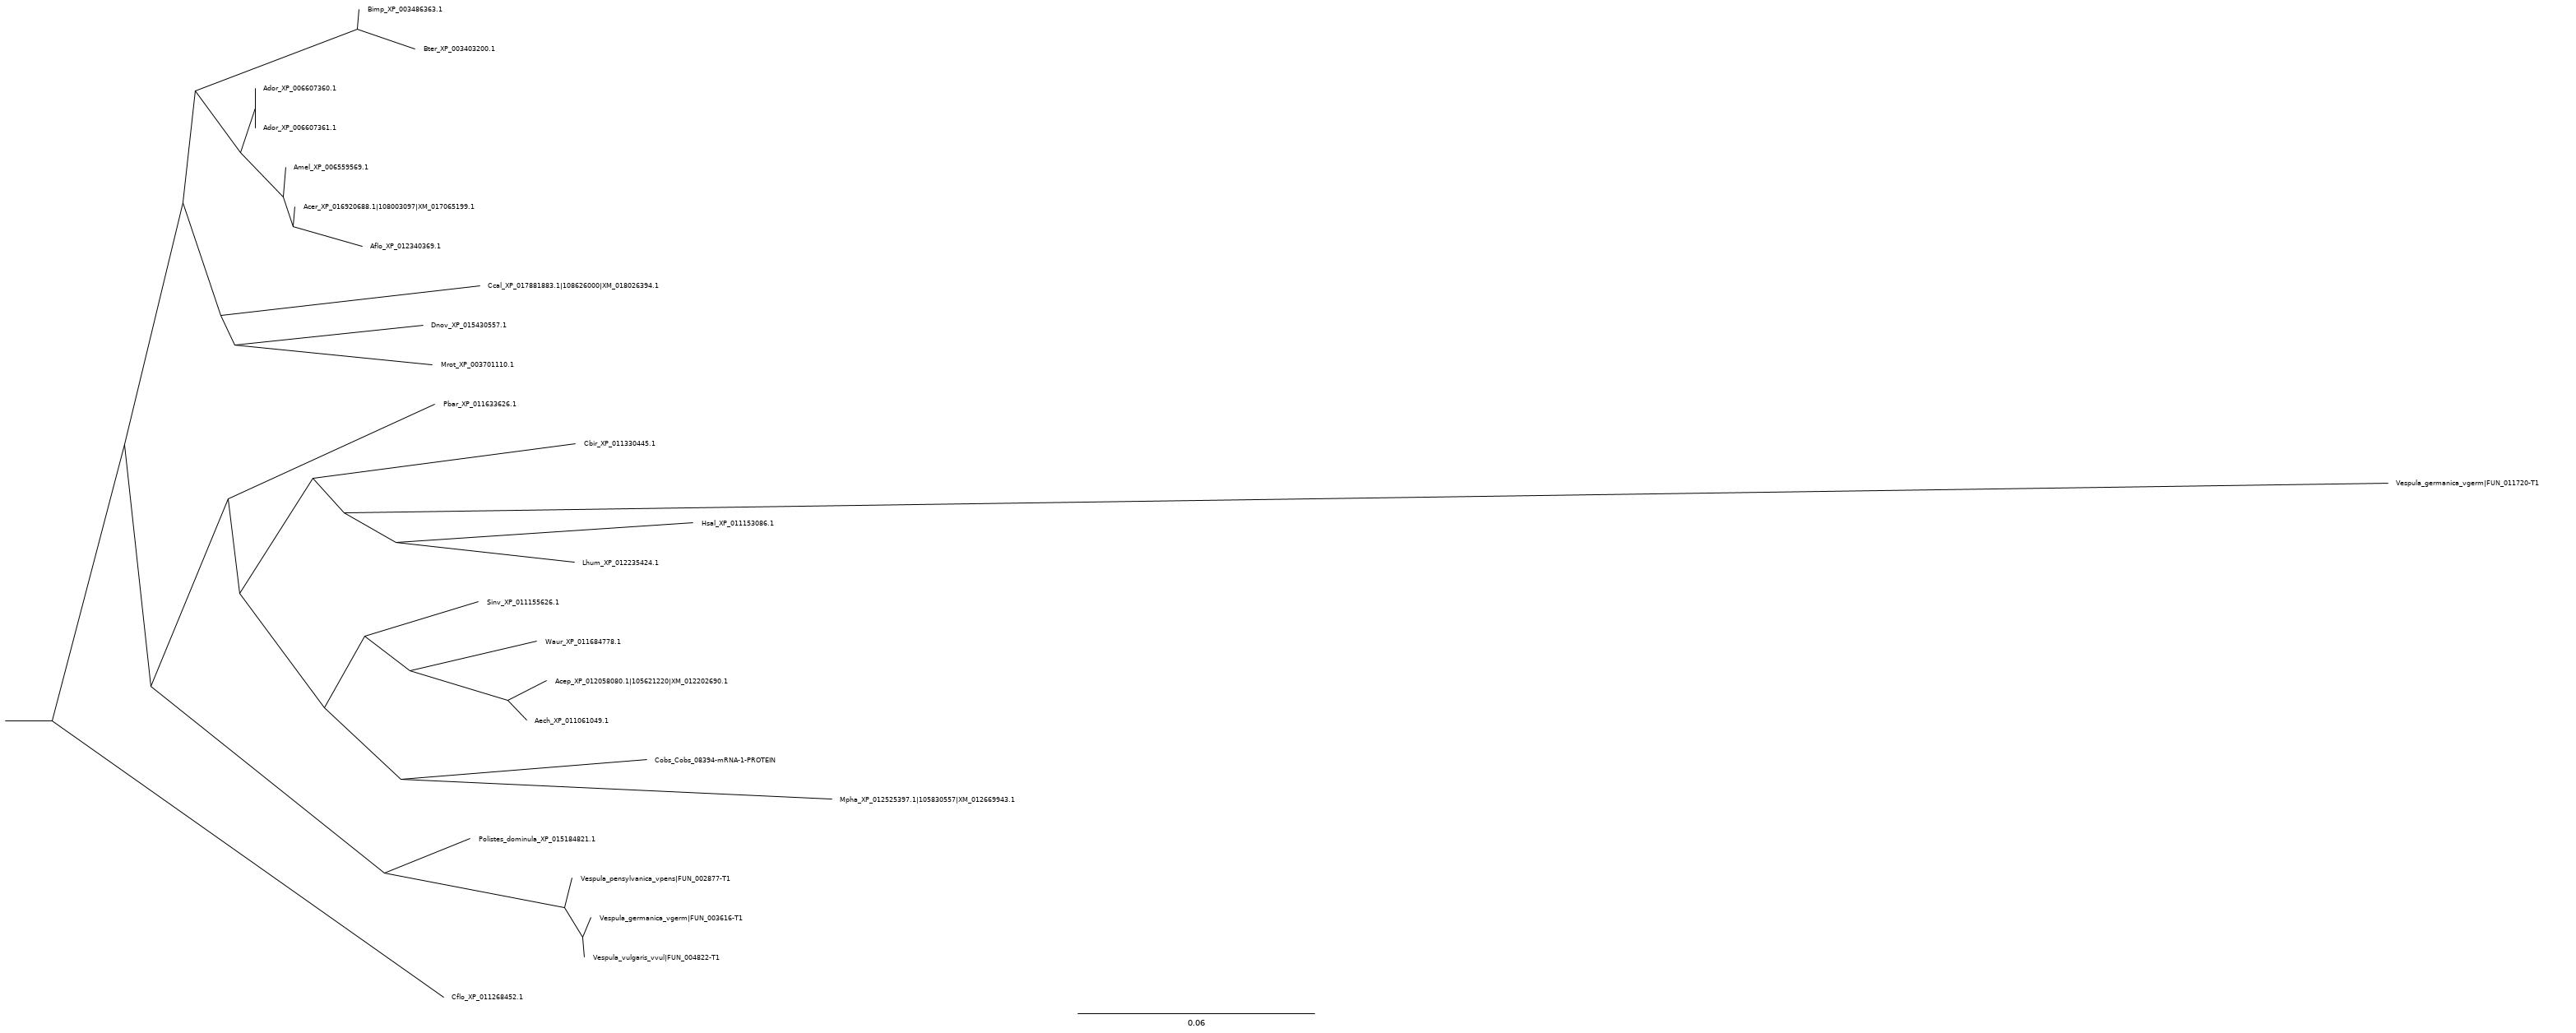 Bimp_XP_003486363.1
Bter_XP_003403200.1
Ador_XP_006607360.1
Ador_XP_006607361.1
Amel_XP_006559569.1
Acer_XP_016920688.1|108003097|XM_017065199.1
Aflo_XP_012340369.1
Ccal_XP_017881883.1|108626000|XM_018026394.1
Dnov_XP_015430557.1
Mrot_XP_003701110.1
Pbar_XP_011633626.1
Cbir_XP_011330445.1
Vespula_germanica_vgerm|FUN_011720-T1
Hsal_XP_011153086.1
Lhum_XP_012235424.1
Sinv_XP_011155626.1
Waur_XP_011684778.1
Acep_XP_012058080.1|105621220|XM_012202690.1
Aech_XP_011061049.1
Cobs_Cobs_08394-mRNA-1-PROTEIN
Mpha_XP_012525397.1|105830557|XM_012669943.1
Polistes_dominula_XP_015184821.1
Vespula_pensylvanica_vpens|FUN_002877-T1
Vespula_germanica_vgerm|FUN_003616-T1
Vespula_vulgaris_vvul|FUN_004822-T1
Cflo_XP_011268452.1
0.06